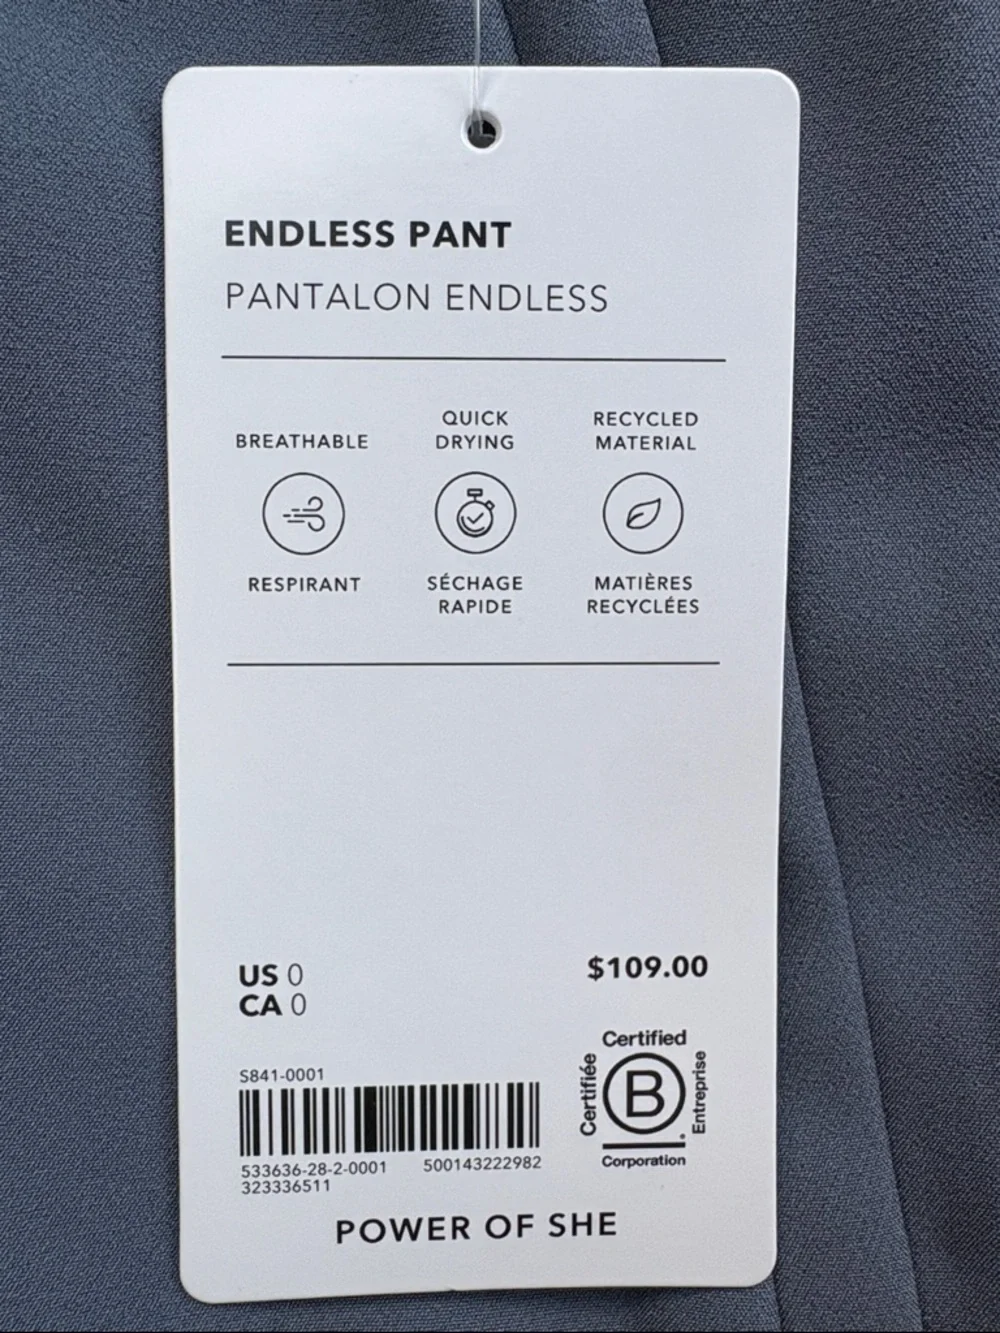 ENDLESS PANT
PANTALON ENDLESS
BREATHABLE
RESPIRANT
QUICK
DRYING
SÉCHAGE
RAPIDE
RECYCLED
MATERIAL
MATIÈRES
RECYCLÉES
US 0
CA 0
$109.00
S841-0001
533636-28-2-0001 500143222982
323336511
Certified
Certifiée
B
Entreprise
Corporation
POWER OF SHE